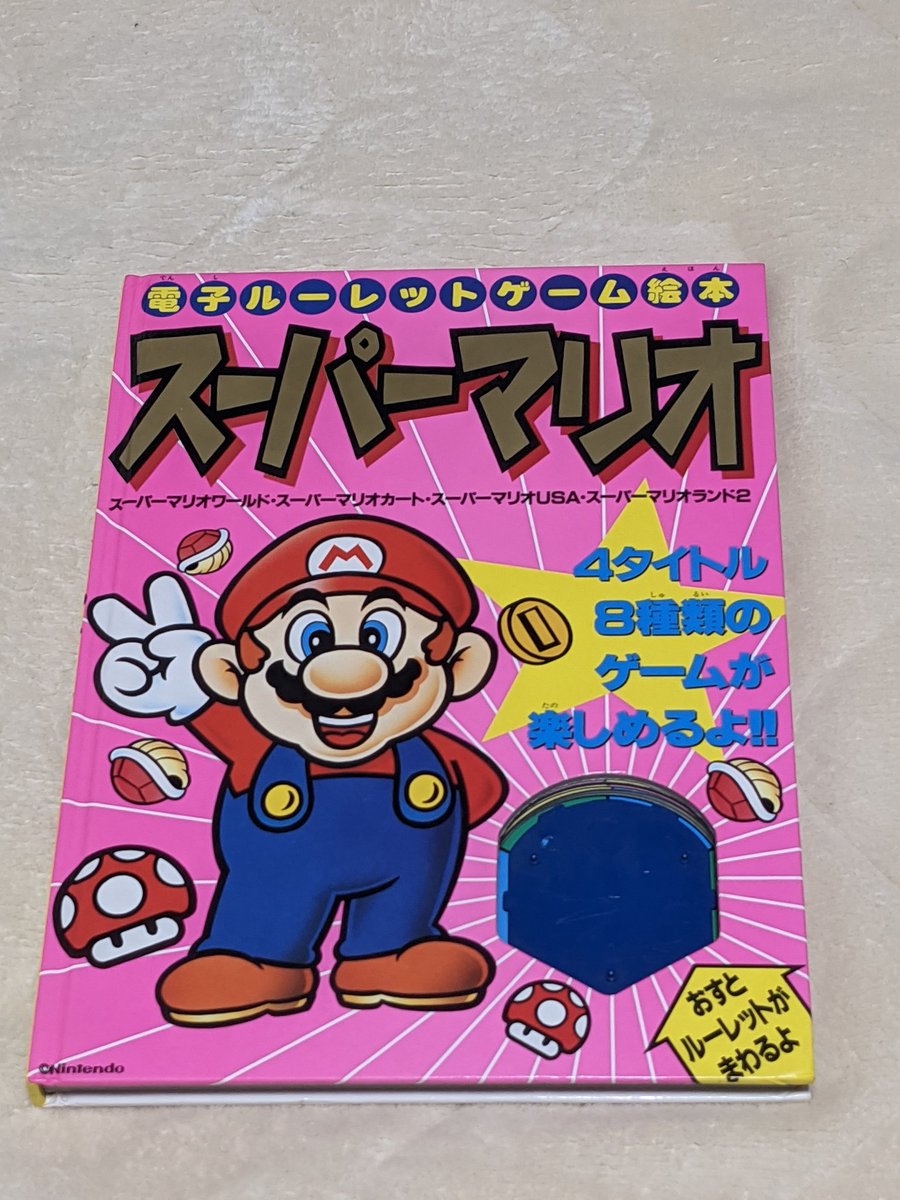 電子ルーレットゲーム絵本
スーパーマリオ
スーパーマリオワールド・スーパーマリオカート・スーパーマリオUSA・スーパーマリオランド2
M
4タイトル
8種類の
ゲームが
楽しめるよ!!
おすと
ルーレットが
まわるよ
©Nintendo